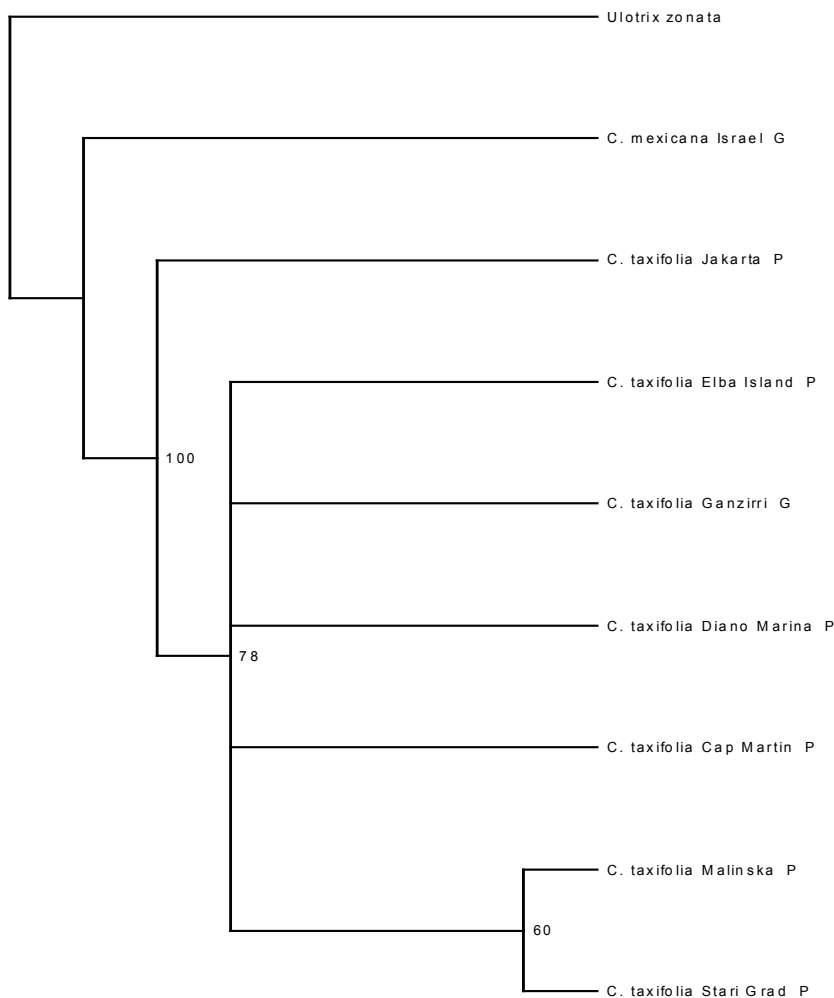 Ulotrix zonata
C. mexicana Israel G
C. taxifolia Jakarta P
C. taxifolia Elba Island P
100
C. taxifolia Ganzirri G
C. taxifolia Diano Marina P
78
C. taxifolia Cap Martin P
C. taxifolia Malinska P
60
C. taxifolia Stari Grad P